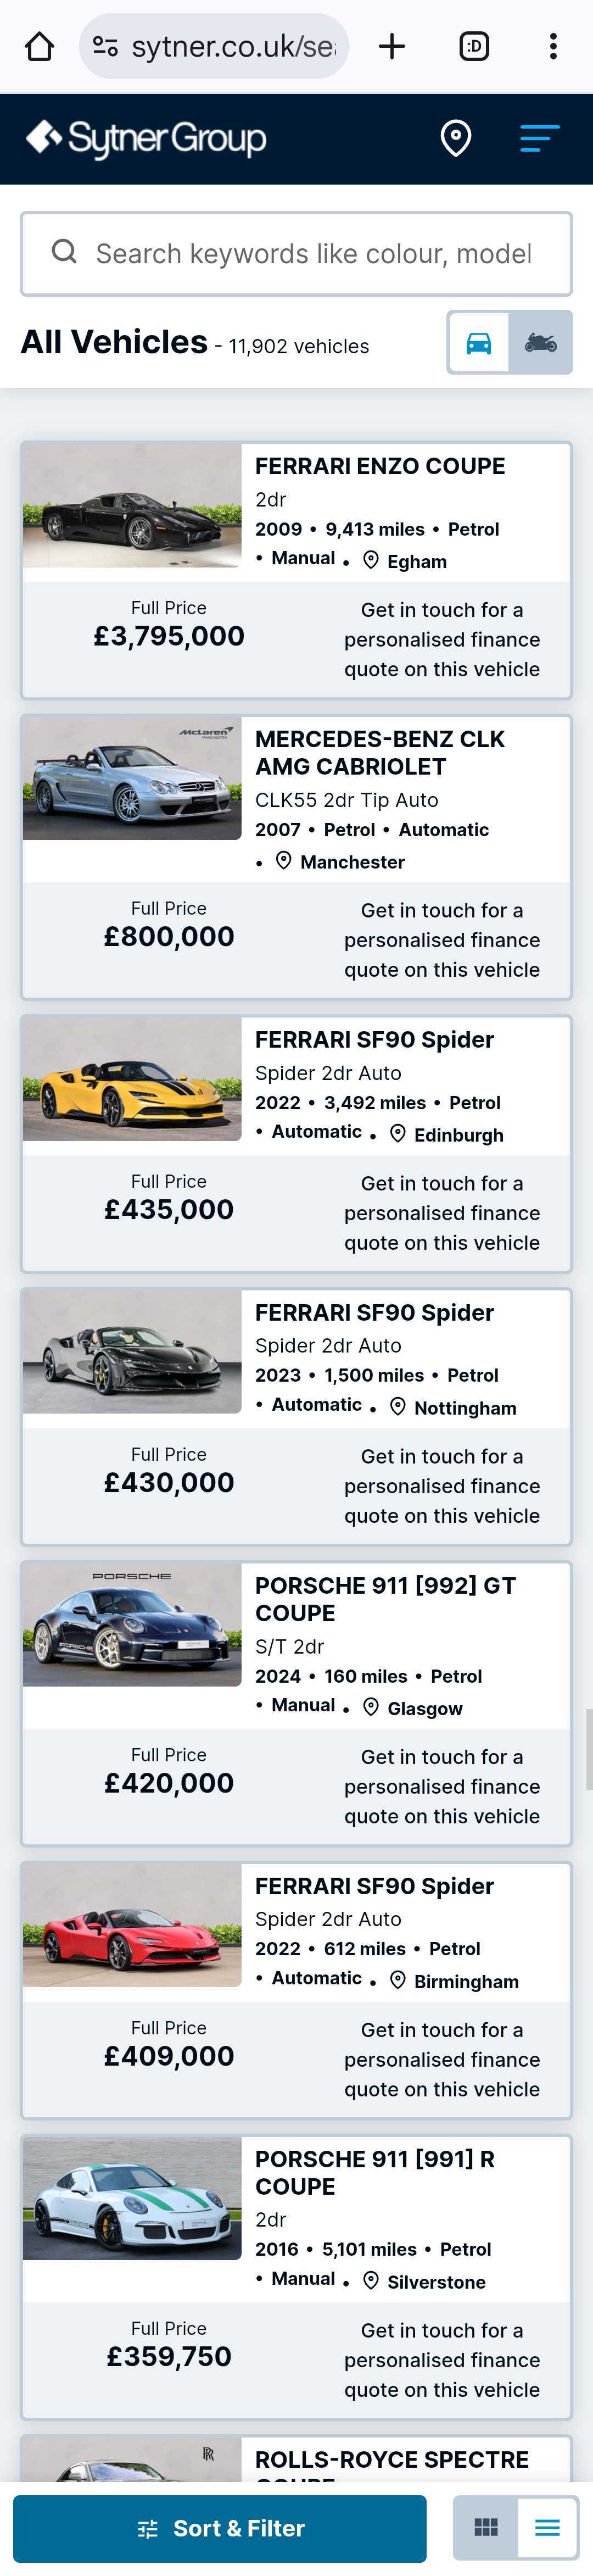 sytner.co.uk/sea
:D
Sytner Group
Search keywords like colour, model
All Vehicles - 11,902 vehicles
FERRARI ENZO COUPE
2dr
2009 • 9,413 miles • Petrol
• Manual • Egham
Full Price
£3,795,000
Get in touch for a
personalised finance
quote on this vehicle
McLaren
MANCHESTER
MERCEDES-BENZ CLK
AMG CABRIOLET
CLK55 2dr Tip Auto
2007 • Petrol • Automatic
• Manchester
Full Price
£800,000
Get in touch for a
personalised finance
quote on this vehicle
FERRARI SF90 Spider
Spider 2dr Auto
2022 • 3,492 miles • Petrol
• Automatic • Edinburgh
Full Price
£435,000
Get in touch for a
personalised finance
quote on this vehicle
FERRARI SF90 Spider
Spider 2dr Auto
2023 • 1,500 miles • Petrol
• Automatic • Nottingham
Full Price
£430,000
Get in touch for a
personalised finance
quote on this vehicle
PORSCHE
PORSCHE
PORSCHE 911 [992] GT
COUPE
S/T 2dr
2024 • 160 miles • Petrol
• Manual • Glasgow
Full Price
£420,000
Get in touch for a
personalised finance
quote on this vehicle
FERRARI SF90 Spider
Spider 2dr Auto
2022 • 612 miles • Petrol
• Automatic • Birmingham
Full Price
£409,000
Get in touch for a
personalised finance
quote on this vehicle
PORSCHE 911 [991] R
COUPE
2dr
2016 • 5,101 miles • Petrol
• Manual • Silverstone
Full Price
£359,750
Get in touch for a
personalised finance
quote on this vehicle
RR
ROLLS-ROYCE SPECTRE
COUPE
Sort & Filter